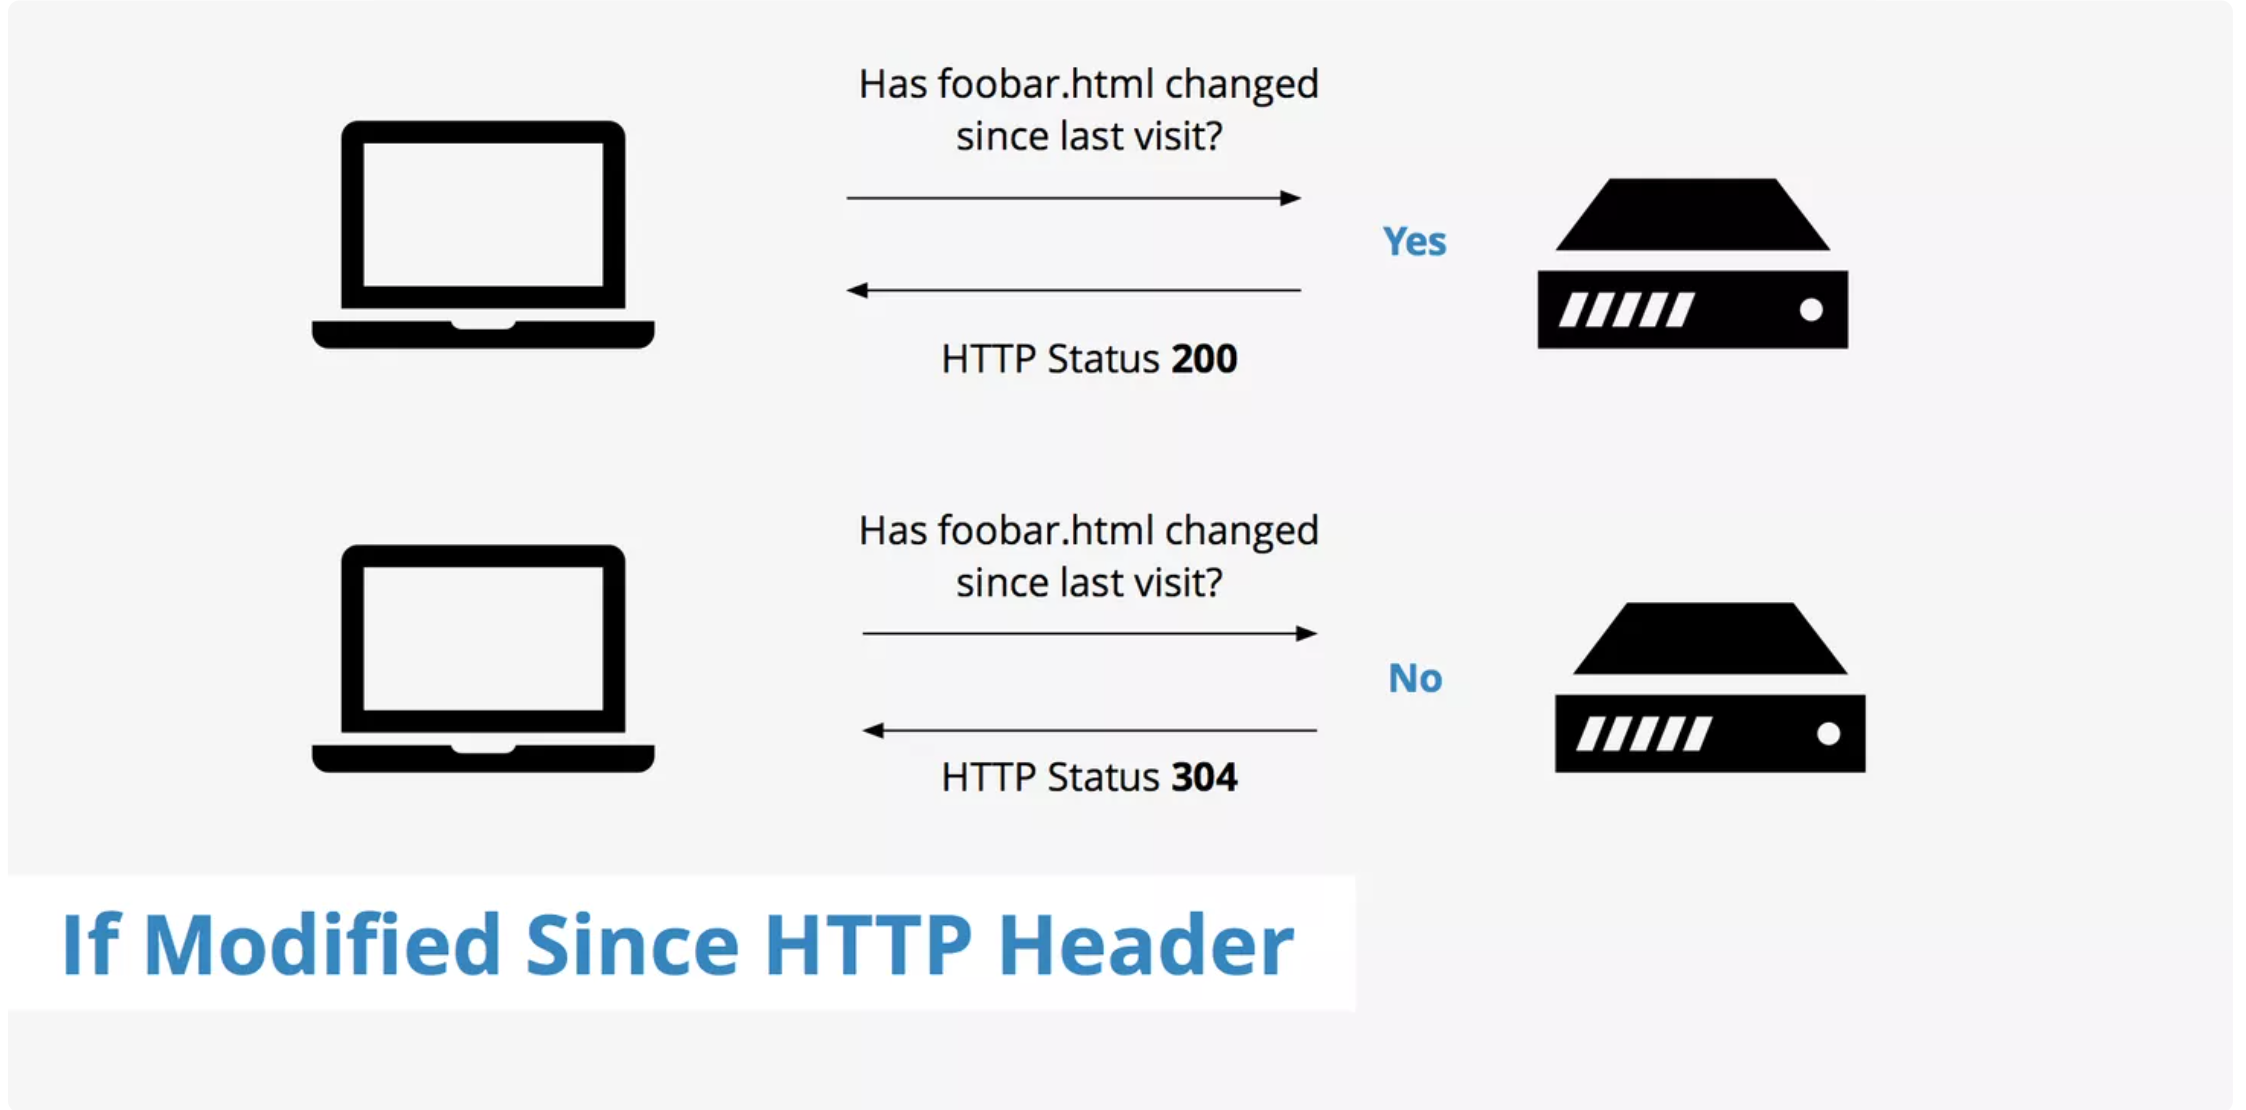 Has foobar.html changed
since last visit?
Yes
HTTP Status 200
Has foobar.html changed
since last visit?
No
HTTP Status 304
If Modified Since HTTP Header